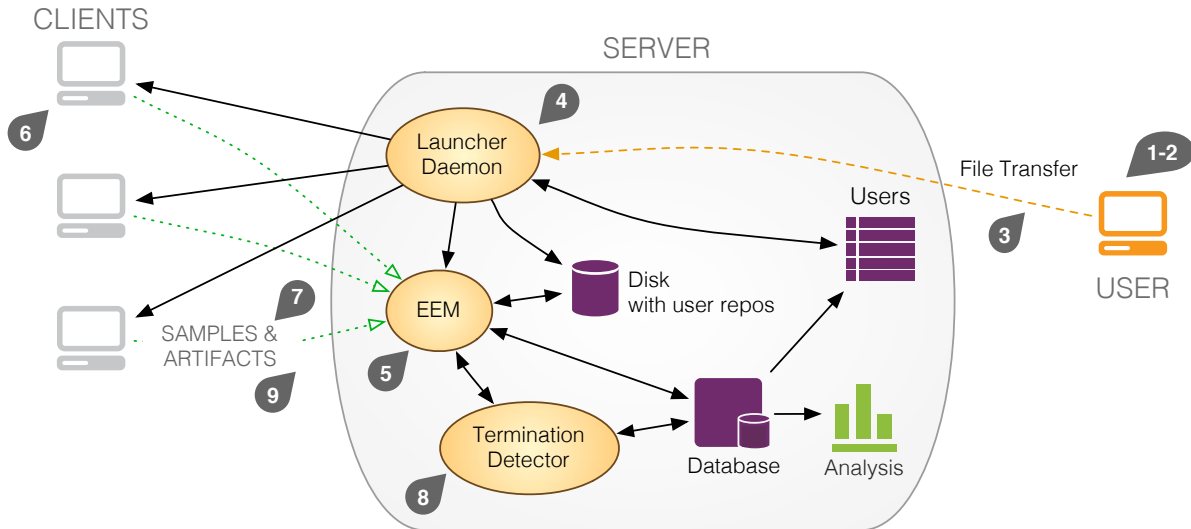 CLIENTS
SERVER
4
6
Launcher
Daemon
File Transfer
1-2
Users
3
USER
7
EEM
Disk
with user repos
SAMPLES &
ARTIFACTS
5
9
Termination
Detector
Database
Analysis
8